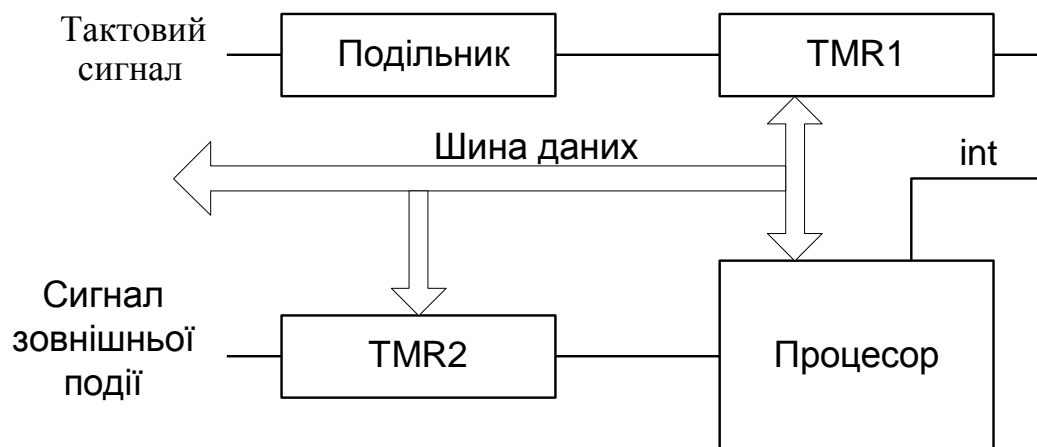 Тактовий
сигнал
Подільник
TMR1
Шина даних
int
Сигнал
зовнішньої
події
TMR2
Процесор